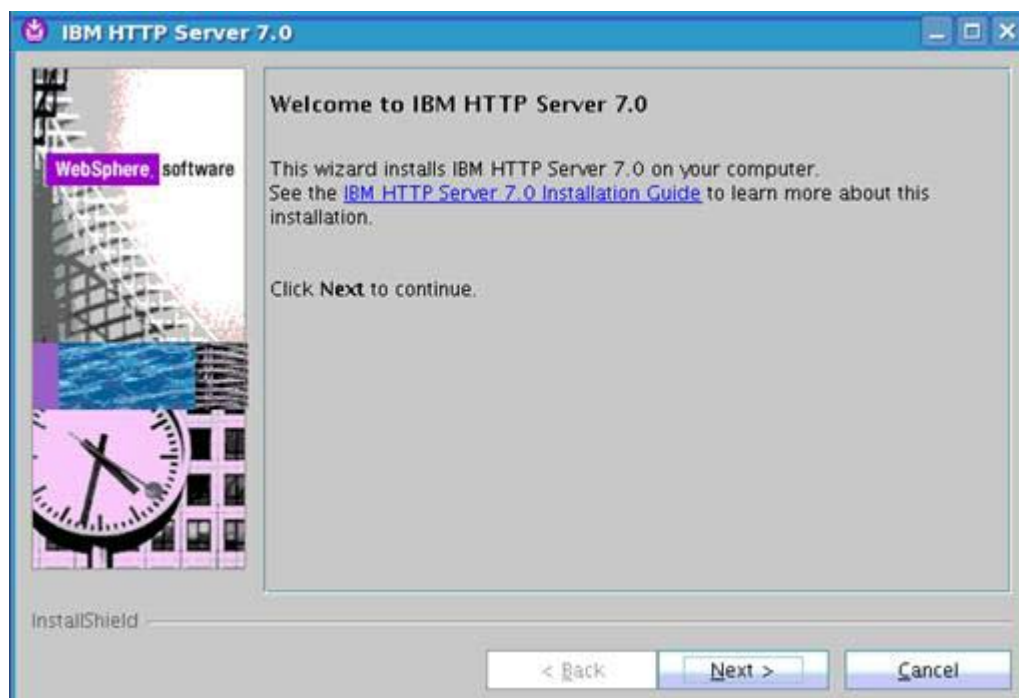 IBM HTTP Server 7.0
WebSphere. software
Welcome to IBM HTTP Server 7.0
This wizard installs IBM HTTP Server 7.0 on your computer.
See the IBM HTTP Server 7.0 Installation Guide to learn more about this
installation.
Click Next to continue.
InstallShield
< Back
Next >
Cancel